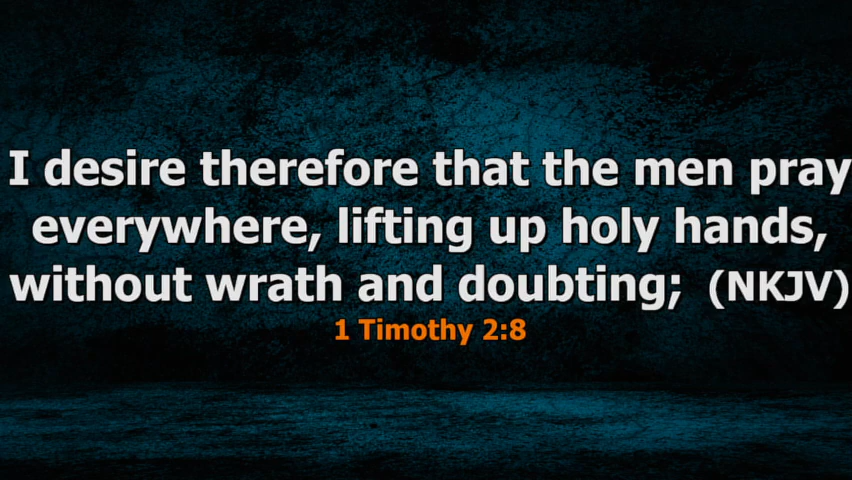 I desire therefore that the men pray
everywhere, lifting up holy hands,
without wrath and doubting; (NKJV)
1 Timothy 2:8